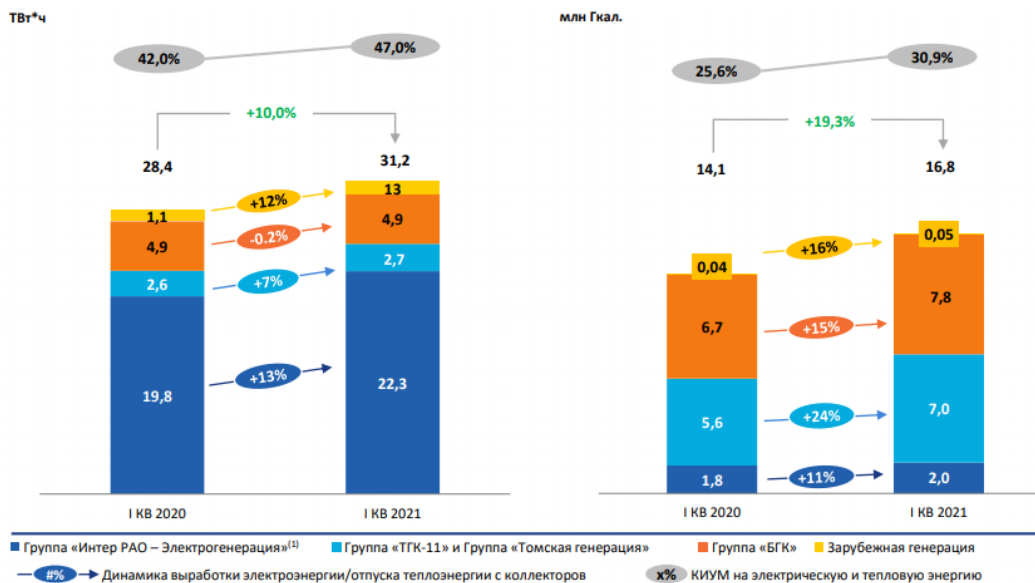 ТВт*ч
42,0%
47,0%
+10,0%
28,4
31,2
1,1
+12%
13
4,9
-0.2%
4,9
2,6
+7%
2,7
19,8
+13%
22,3
I КВ 2020
I КВ 2021
млн Гкал.
25,6%
30,9%
+19,3%
14,1
16,8
0,04
+16%
0,05
6,7
+15%
7,8
5,6
+24%
7,0
1,8
+11%
2,0
I КВ 2020
I КВ 2021
Группа «Интер РАО – Электрогенерация»(1)
Группа «ТГК-11» и Группа «Томская генерация»
Группа «БГК»
Зарубежная генерация
#% Динамика выработки электроэнергии/отпуска теплоэнергии с коллекторов
x% КИУМ на электрическую и тепловую энергию